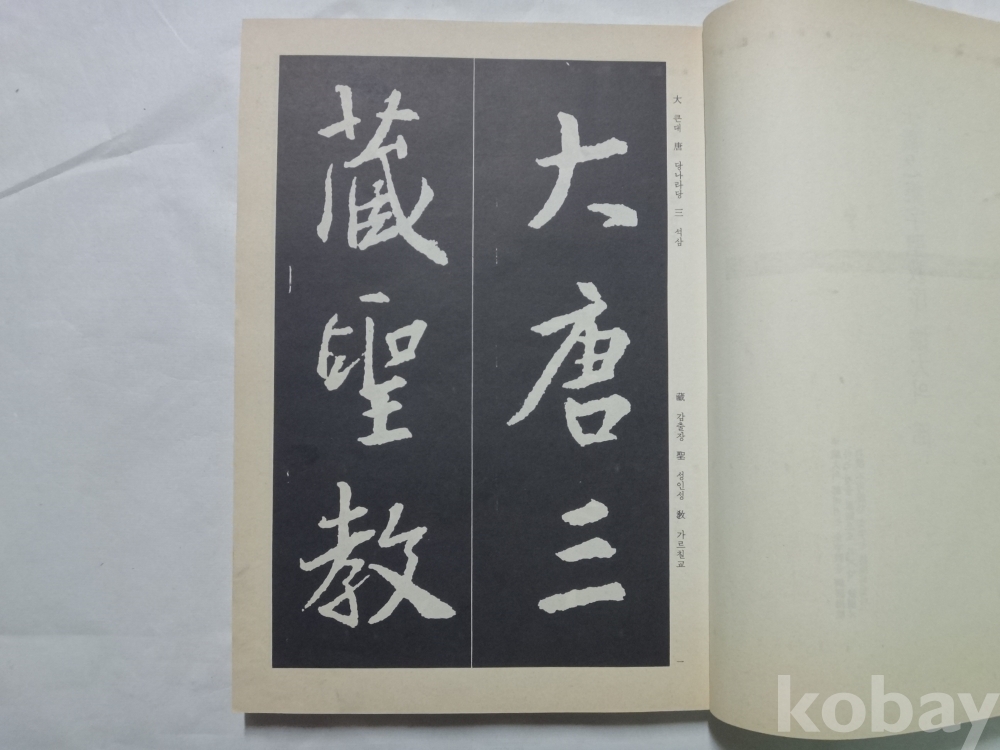 大唐三
藏聖教
大 큰대 唐 당나라당 三 석삼
藏 감출장 聖 성인성 教 가르칠교
一
kobay